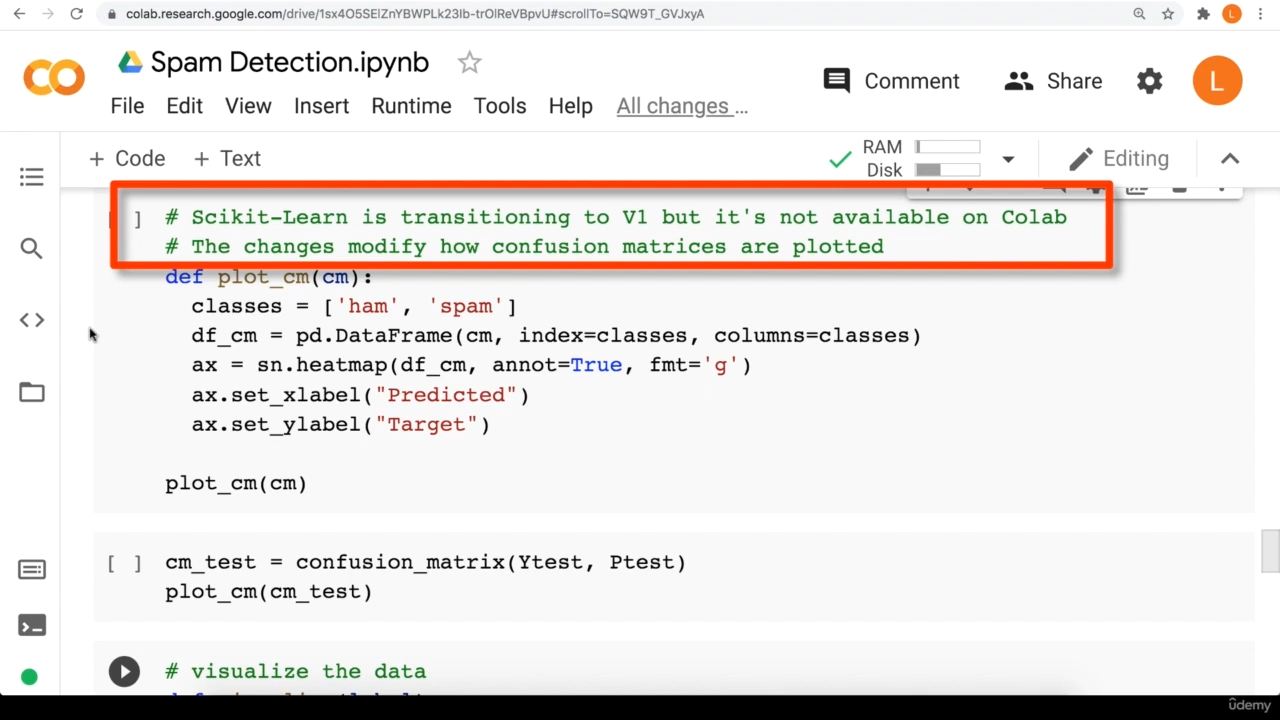 colab.research.google.com/drive/1sx4O5SElZnYBWPLk23Ib-trOlReVBpvU#scrollTo=SQW9T_GVJxyA
L
Spam Detection.ipynb
Comment
Share
L
File Edit View Insert Runtime Tools Help All changes …
+ Code + Text
RAM
Disk
Editing
[ ] # Scikit-Learn is transitioning to V1 but it's not available on Colab
# The changes modify how confusion matrices are plotted
def plot_cm(cm):
classes = ['ham', 'spam']
df_cm = pd.DataFrame(cm, index=classes, columns=classes)
ax = sn.heatmap(df_cm, annot=True, fmt='g')
ax.set_xlabel("Predicted")
ax.set_ylabel("Target")
plot_cm(cm)
[ ] cm_test = confusion_matrix(Ytest, Ptest)
plot_cm(cm_test)
# visualize the data
udemy